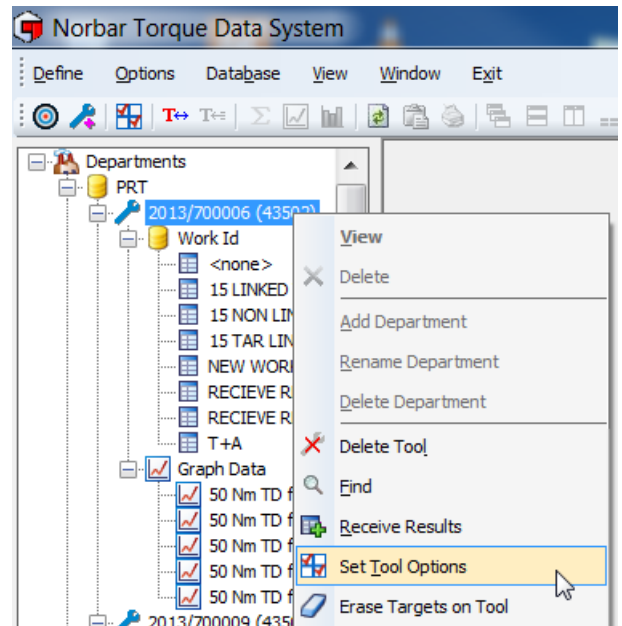 Norbar Torque Data System
Define Options Database View Window Exit
T T
Departments
PRT
2013/700006 (43502)
Work Id
<none>
15 LINKED
15 NON LIN
15 TAR LIN
NEW WOR
RECIEVE R
RECIEVE R
T+A
Graph Data
50 Nm TD f
50 Nm TD f
50 Nm TD f
50 Nm TD f
50 Nm TD f
2013/700009 (435
View
Delete
Add Department
Rename Department
Delete Department
Delete Tool
Find
Receive Results
Set Tool Options
Erase Targets on Tool